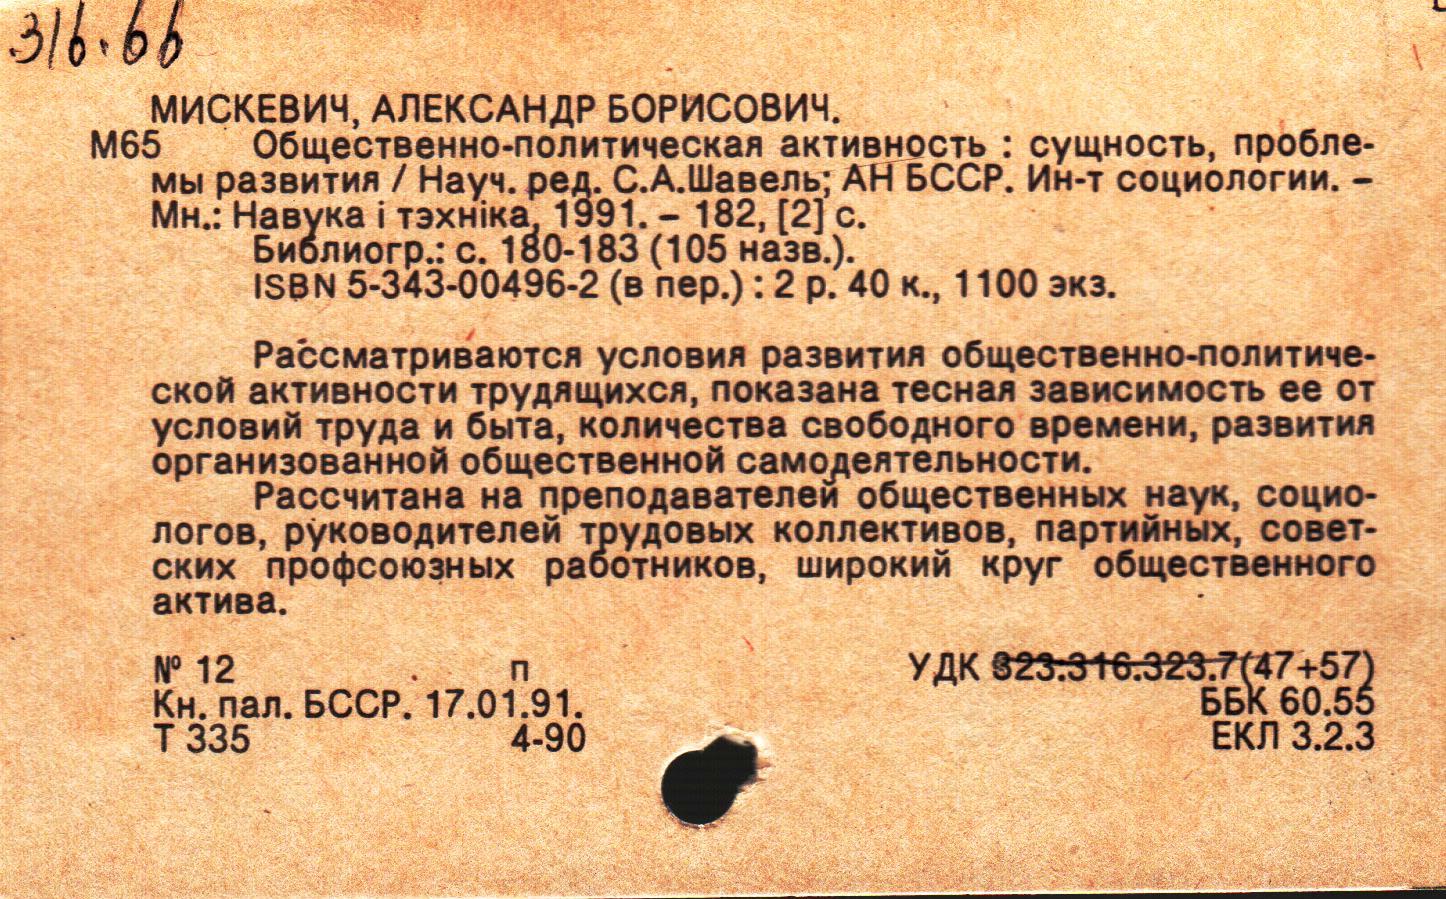 316.66
МИСКЕВИЧ, АЛЕКСАНДР БОРИСОВИЧ.
М65 Общественно-политическая активность : сущность, пробле-
мы развития / Науч. ред. С.А.Шавель; АН БССР. Ин-т социологии. –
Мн.: Навука і тэхніка, 1991. – 182, [2] с.
Библиогр.: с. 180-183 (105 назв.).
ISBN 5-343-00496-2 (в пер.) : 2 р. 40 к., 1100 экз.
Рассматриваются условия развития общественно-политиче-
ской активности трудящихся, показана тесная зависимость ее от
условий труда и быта, количества свободного времени, развития
организованной общественной самодеятельности.
Рассчитана на преподавателей общественных наук, социо-
логов, руководителей трудовых коллективов, партийных, совет-
ских профсоюзных работников, широкий круг общественного
актива.
№ 12 п УДК 323.316.323.7(47+57)
Кн. пал. БССР. 17.01.91. ББК 60.55
Т 335 4-90 ЕКЛ 3.2.3